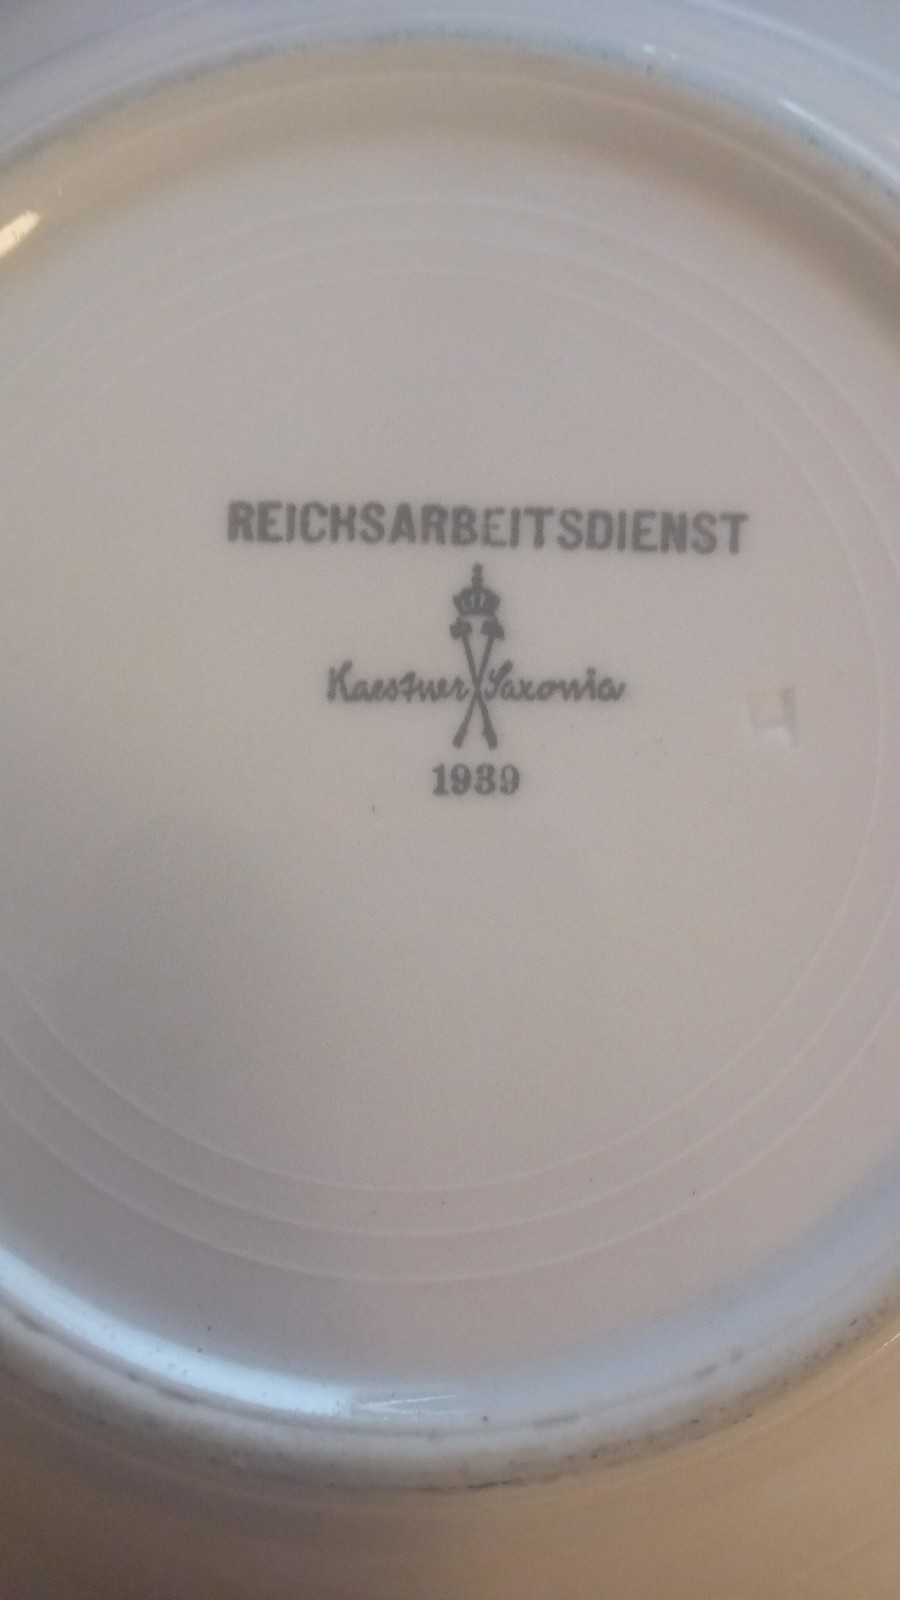 REICHSARBEITSDIENST
Kaestner Saxonia
1939